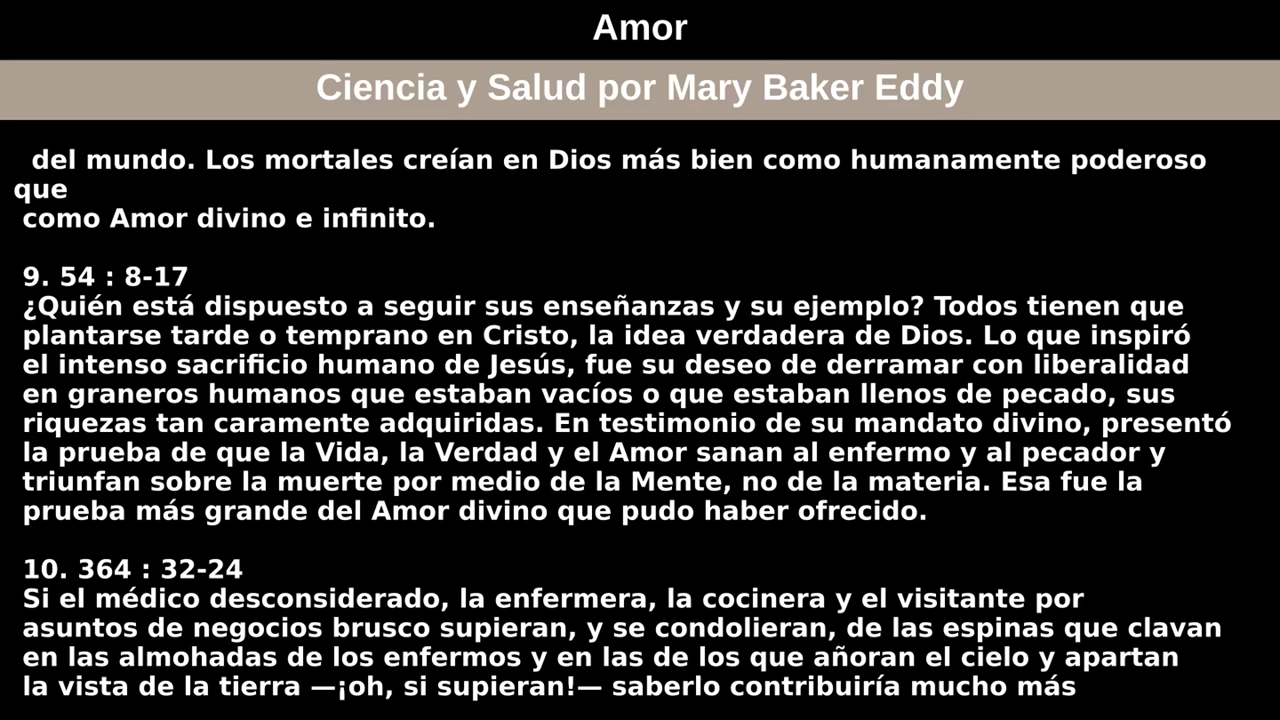 Amor
Ciencia y Salud por Mary Baker Eddy
del mundo. Los mortales creían en Dios más bien como humanamente poderoso
que
como Amor divino e infinito.
9. 54 : 8-17
¿Quién está dispuesto a seguir sus enseñanzas y su ejemplo? Todos tienen que
plantarse tarde o temprano en Cristo, la idea verdadera de Dios. Lo que inspiró
el intenso sacrificio humano de Jesús, fue su deseo de derramar con liberalidad
en graneros humanos que estaban vacíos o que estaban llenos de pecado, sus
riquezas tan caramente adquiridas. En testimonio de su mandato divino, presentó
la prueba de que la Vida, la Verdad y el Amor sanan al enfermo y al pecador y
triunfan sobre la muerte por medio de la Mente, no de la materia. Esa fue la
prueba más grande del Amor divino que pudo haber ofrecido.
10. 364 : 32-24
Si el médico desconsiderado, la enfermera, la cocinera y el visitante por
asuntos de negocios brusco supieran, y se condolieran, de las espinas que clavan
en las almohadas de los enfermos y en las de los que añoran el cielo y apartan
la vista de la tierra —¡oh, si supieran!— saberlo contribuiría mucho más